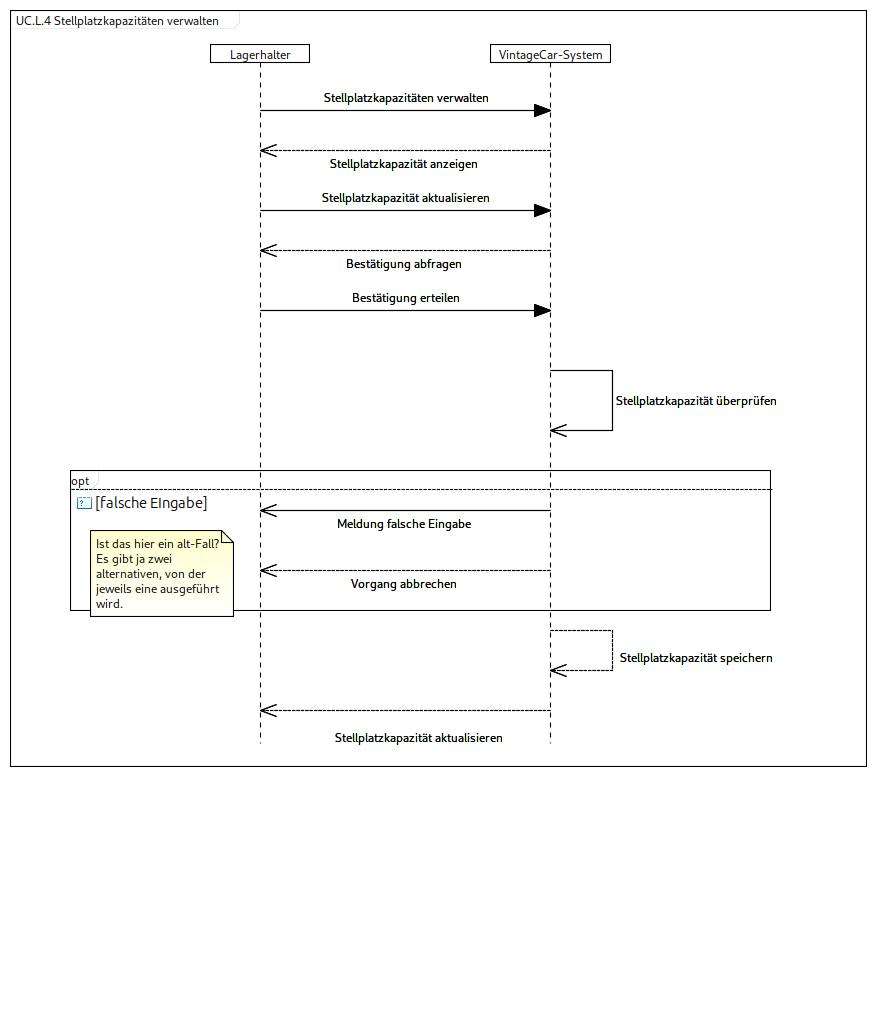 UC.L.4 Stellplatzkapazitäten verwalten
Lagerhalter
VintageCar-System
Stellplatzkapazitäten verwalten
Stellplatzkapazität anzeigen
Stellplatzkapazität aktualisieren
Bestätigung abfragen
Bestätigung erteilen
Stellplatzkapazität überprüfen
opt
[falsche EIngabe]
Meldung falsche Eingabe
Ist das hier ein alt-Fall?
Es gibt ja zwei
alternativen, von der
jeweils eine ausgeführt
wird.
Vorgang abbrechen
Stellplatzkapazität speichern
Stellplatzkapazität aktualisieren